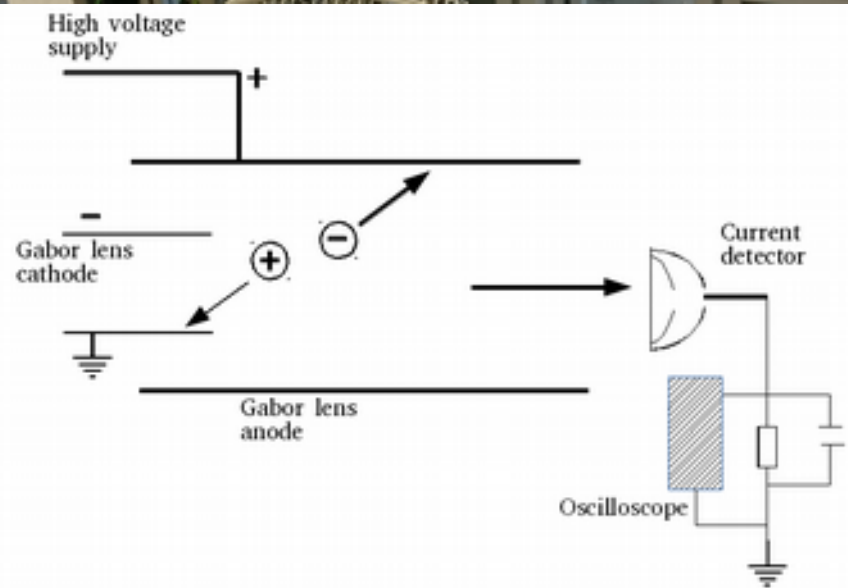 High voltage
supply
+
−
Gabor lens
cathode
+
−
Current
detector
Gabor lens
anode
Oscilloscope